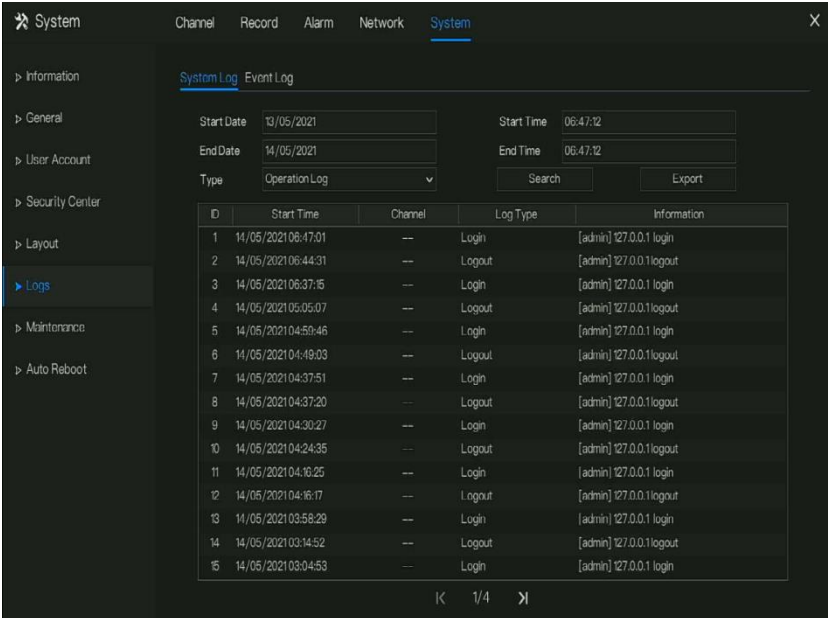 System Channel Record Alarm Network System X
Information
General
User Account
Security Center
Layout
Logs
Maintenance
Auto Reboot
System Log Event Log
Start Date 13/05/2021 Start Time 06:47:12
End Date 14/05/2021 End Time 06:47:12
Type Operation Log Search Export
ID Start Time Channel Log Type Information
1 14/05/2021 06:47:01 — Login [admin] 127.0.0.1 login
2 14/05/2021 06:44:31 — Logout [admin] 127.0.0.1 logout
3 14/05/2021 06:37:15 — Login [admin] 127.0.0.1 login
4 14/05/2021 05:05:07 — Logout [admin] 127.0.0.1 logout
5 14/05/2021 04:59:46 — Login [admin] 127.0.0.1 login
6 14/05/2021 04:49:03 — Logout [admin] 127.0.0.1 logout
7 14/05/2021 04:37:51 — Login [admin] 127.0.0.1 login
8 14/05/2021 04:37:20 — Logout [admin] 127.0.0.1 logout
9 14/05/2021 04:30:27 — Login [admin] 127.0.0.1 login
10 14/05/2021 04:24:35 — Logout [admin] 127.0.0.1 logout
11 14/05/2021 04:16:25 — Login [admin] 127.0.0.1 login
12 14/05/2021 04:16:17 — Logout [admin] 127.0.0.1 logout
13 14/05/2021 03:58:29 — Login [admin] 127.0.0.1 login
14 14/05/2021 03:14:52 — Logout [admin] 127.0.0.1 logout
15 14/05/2021 03:04:53 — Login [admin] 127.0.0.1 login
1/4